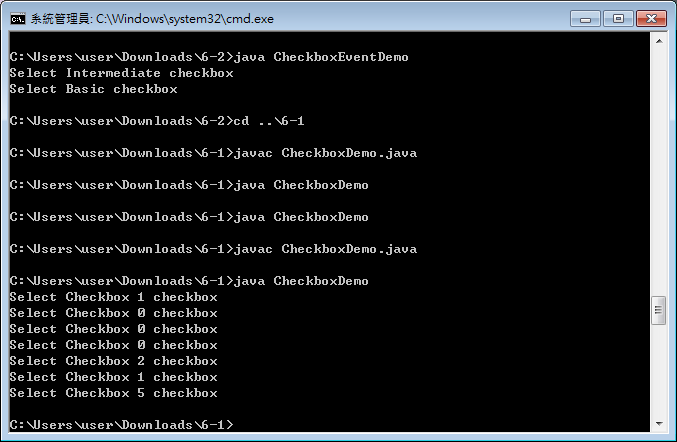 系統管理員: C:\Windows\system32\cmd.exe
C:\Users\user\Downloads\6-2>java CheckboxEventDemo
Select Intermediate checkbox
Select Basic checkbox
C:\Users\user\Downloads\6-2>cd ..\6-1
C:\Users\user\Downloads\6-1>javac CheckboxDemo.java
C:\Users\user\Downloads\6-1>java CheckboxDemo
C:\Users\user\Downloads\6-1>java CheckboxDemo
C:\Users\user\Downloads\6-1>javac CheckboxDemo.java
C:\Users\user\Downloads\6-1>java CheckboxDemo
Select Checkbox 1 checkbox
Select Checkbox 0 checkbox
Select Checkbox 0 checkbox
Select Checkbox 0 checkbox
Select Checkbox 2 checkbox
Select Checkbox 1 checkbox
Select Checkbox 5 checkbox
C:\Users\user\Downloads\6-1>